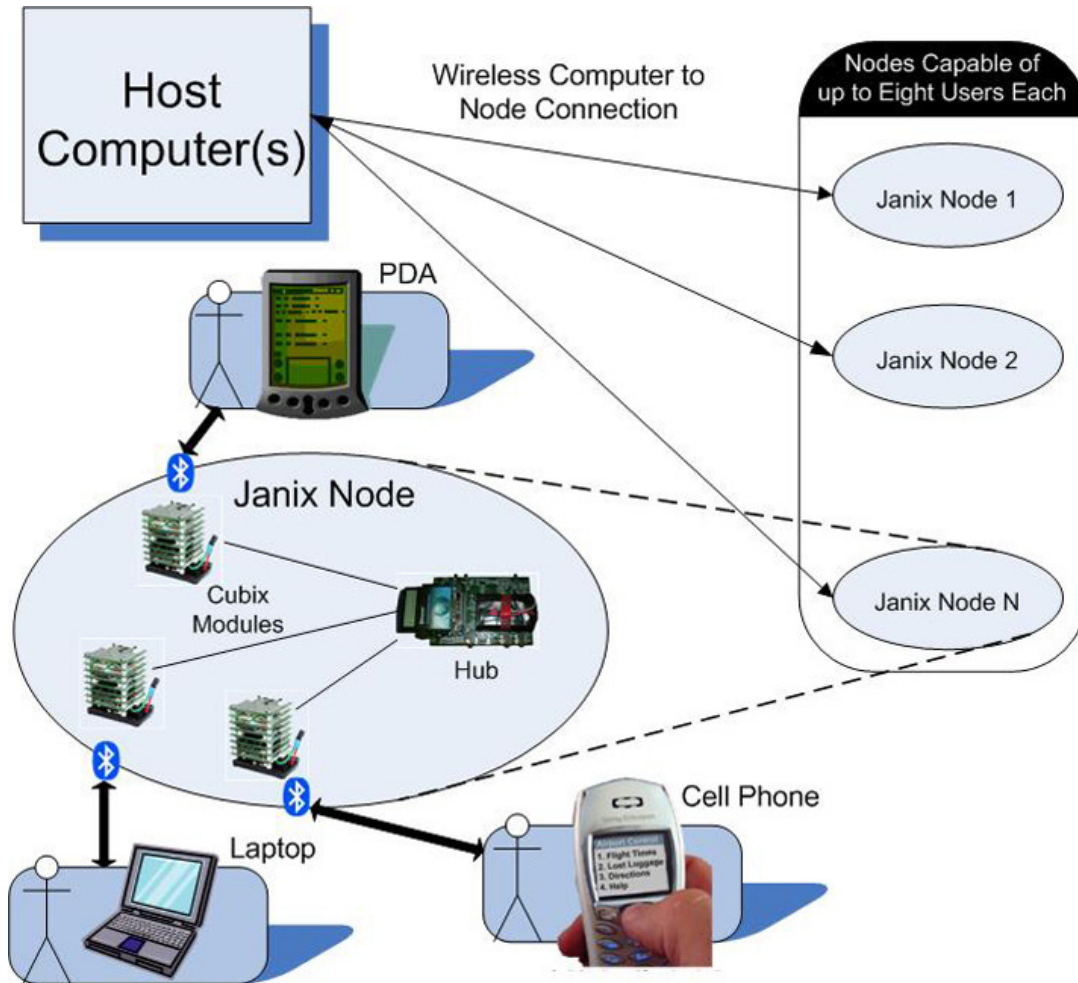 Host
Computer(s)
Wireless Computer to
Node Connection
Nodes Capable of
up to Eight Users Each
Janix Node 1
Janix Node 2
Janix Node N
PDA
Janix Node
Cubix
Modules
Hub
Laptop
Cell Phone
Airport Control
1. Flight Times
2. Lost Luggage
3. Directions
4. Help